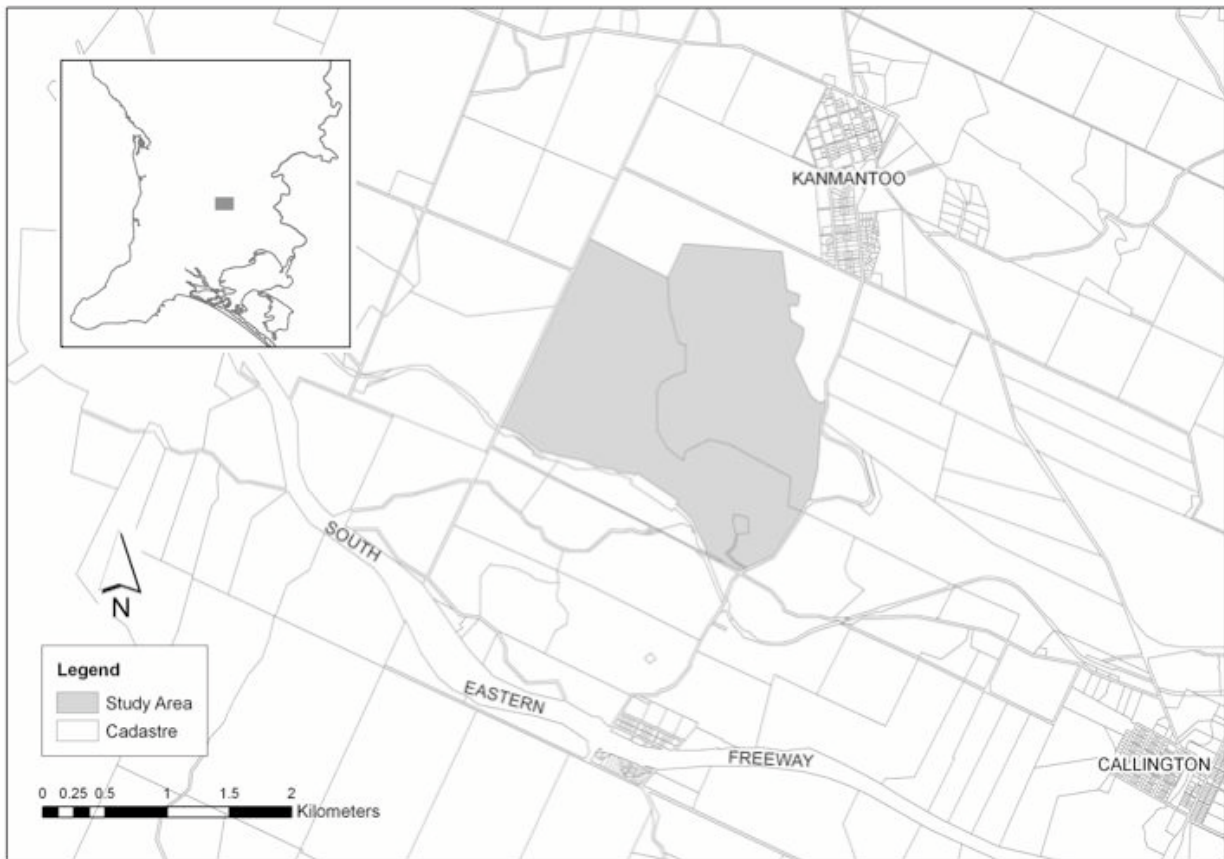 KANMANTOO
SOUTH
N
Legend
Study Area
Cadastre
EASTERN
FREEWAY
CALLINGTON
0 0.25 0.5 1 1.5 2
Kilometers